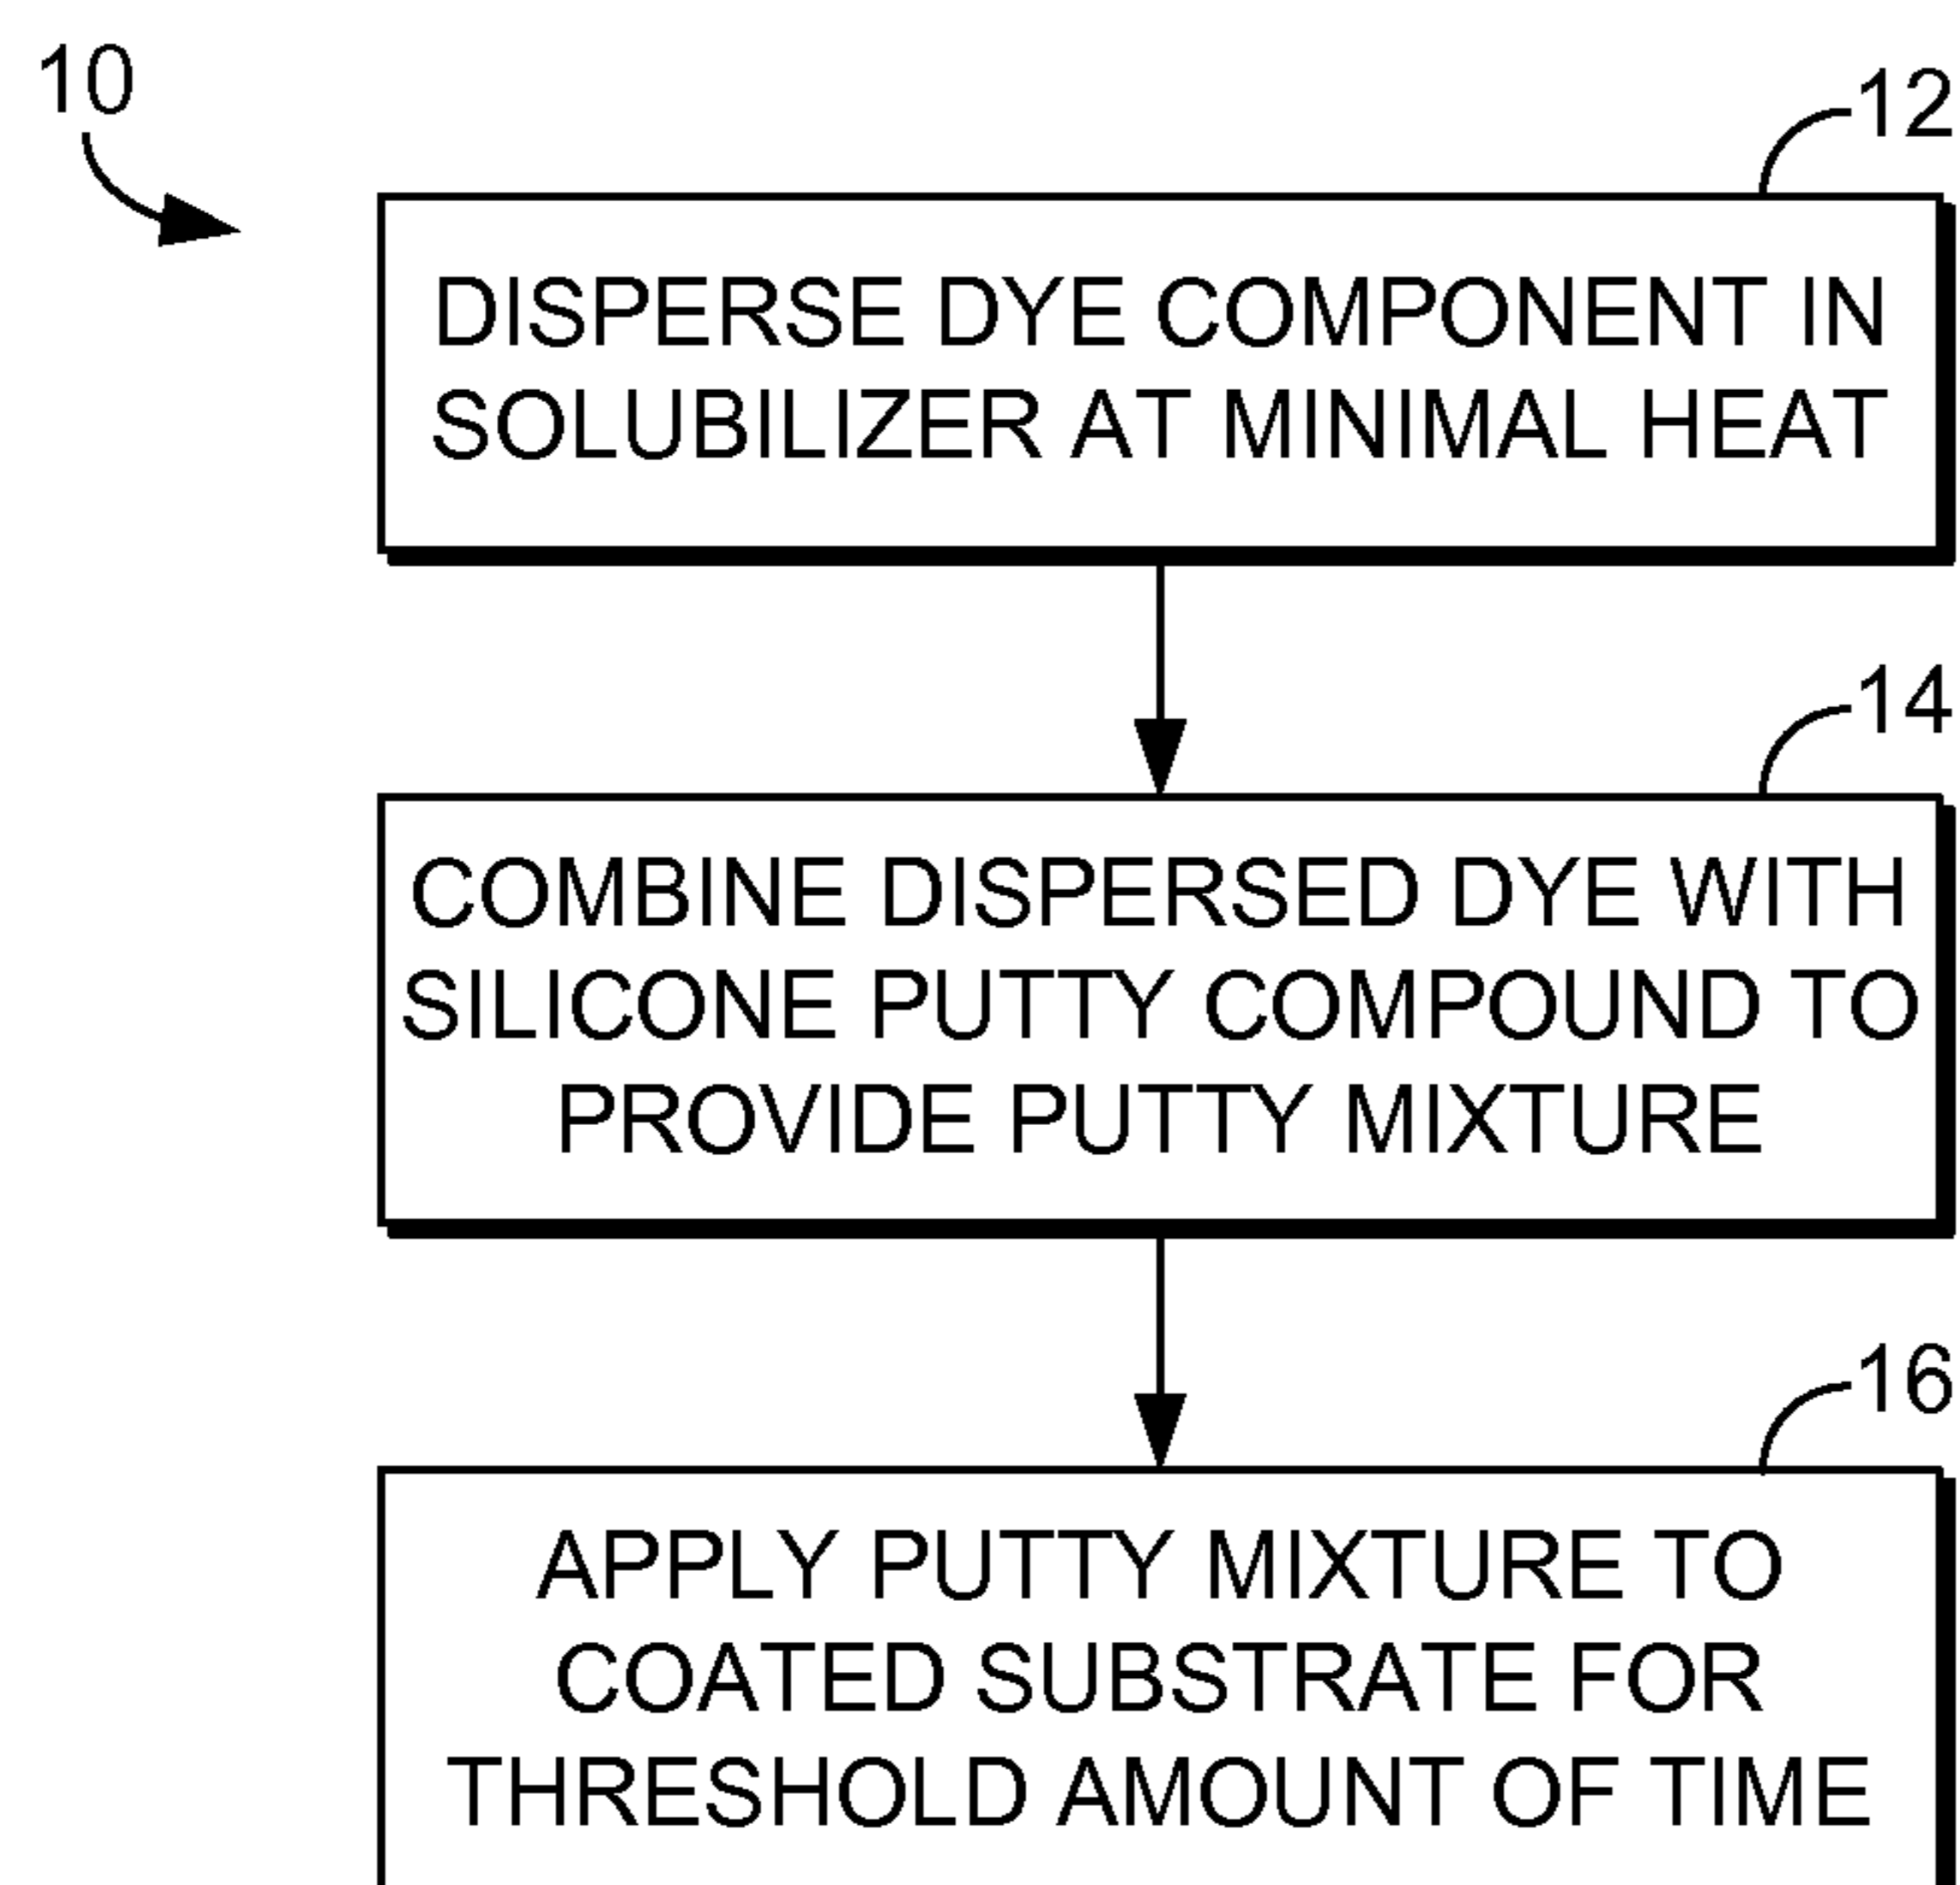 10
12
DISPERSE DYE COMPONENT IN
SOLUBILIZER AT MINIMAL HEAT
14
COMBINE DISPERSED DYE WITH
SILICONE PUTTY COMPOUND TO
PROVIDE PUTTY MIXTURE
16
APPLY PUTTY MIXTURE TO
COATED SUBSTRATE FOR
THRESHOLD AMOUNT OF TIME